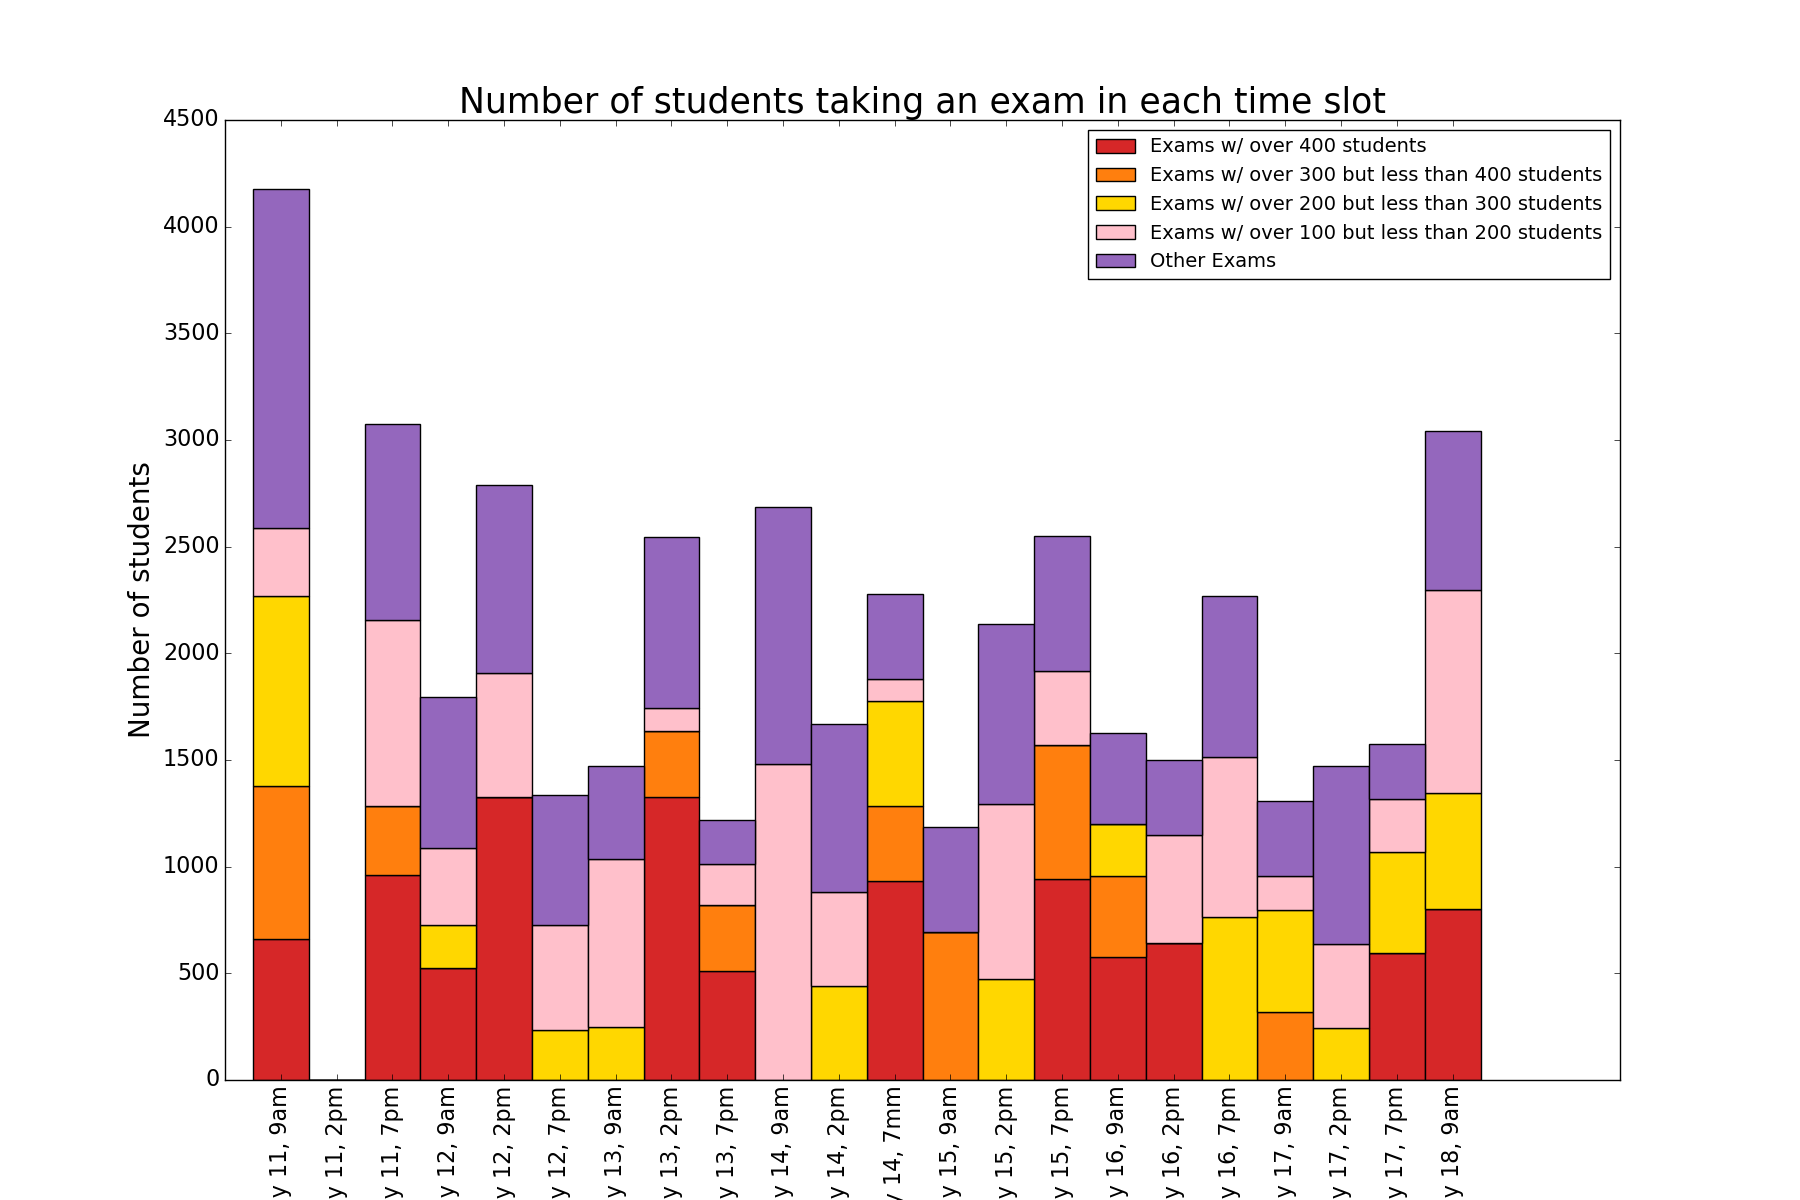 Number of students taking an exam in each time slot
4500
4000
3500
3000
2500
2000
1500
1000
500
0
Number of students
Exams w/ over 400 students
Exams w/ over 300 but less than 400 students
Exams w/ over 200 but less than 300 students
Exams w/ over 100 but less than 200 students
Other Exams
y 11, 9am
y 11, 2pm
y 11, 7pm
y 12, 9am
y 12, 2pm
y 12, 7pm
y 13, 9am
y 13, 2pm
y 13, 7pm
y 14, 9am
y 14, 2pm
y 14, 7mm
y 15, 9am
y 15, 2pm
y 15, 7pm
y 16, 9am
y 16, 2pm
y 16, 7pm
y 17, 9am
y 17, 2pm
y 17, 7pm
y 18, 9am